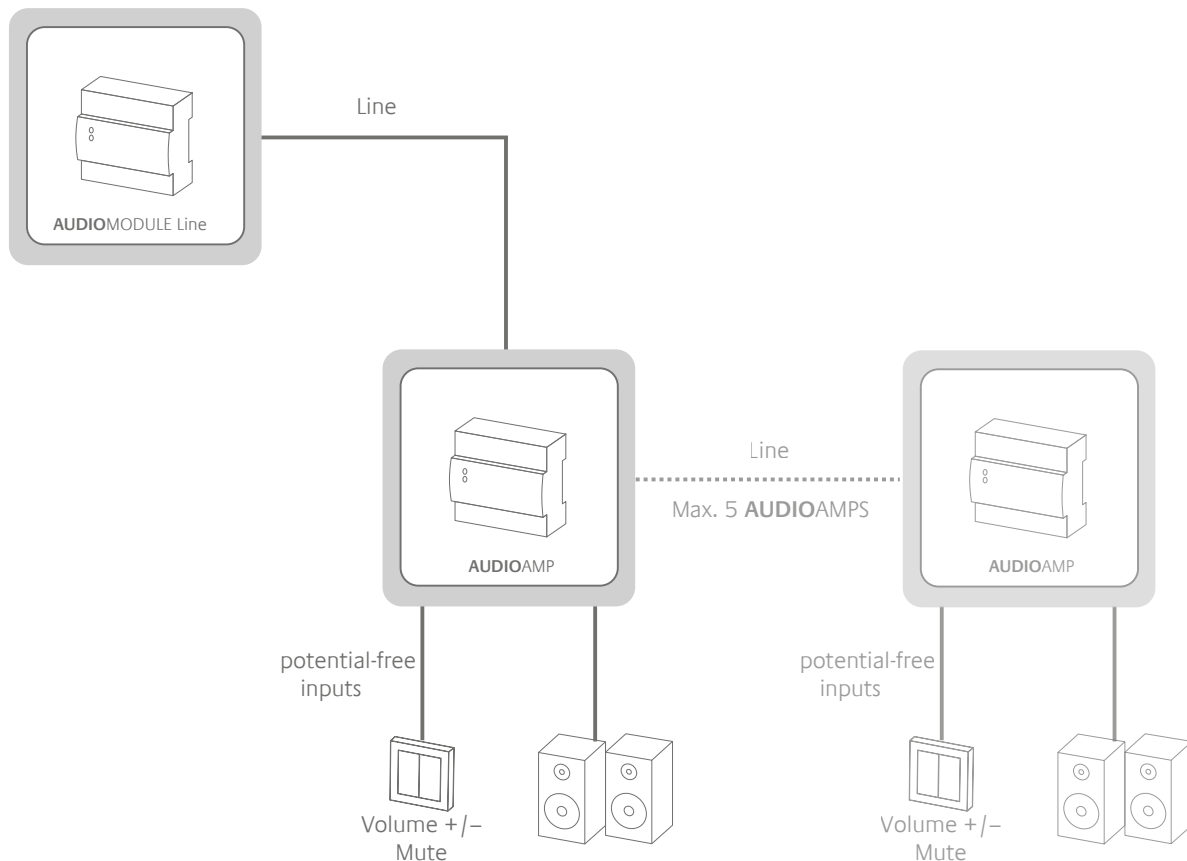 Line
AUDIOMODULE Line
Line
Max. 5 AUDIOAMPS
AUDIOAMP
AUDIOAMP
potential-free
inputs
potential-free
inputs
Volume +/–
Mute
Volume +/–
Mute